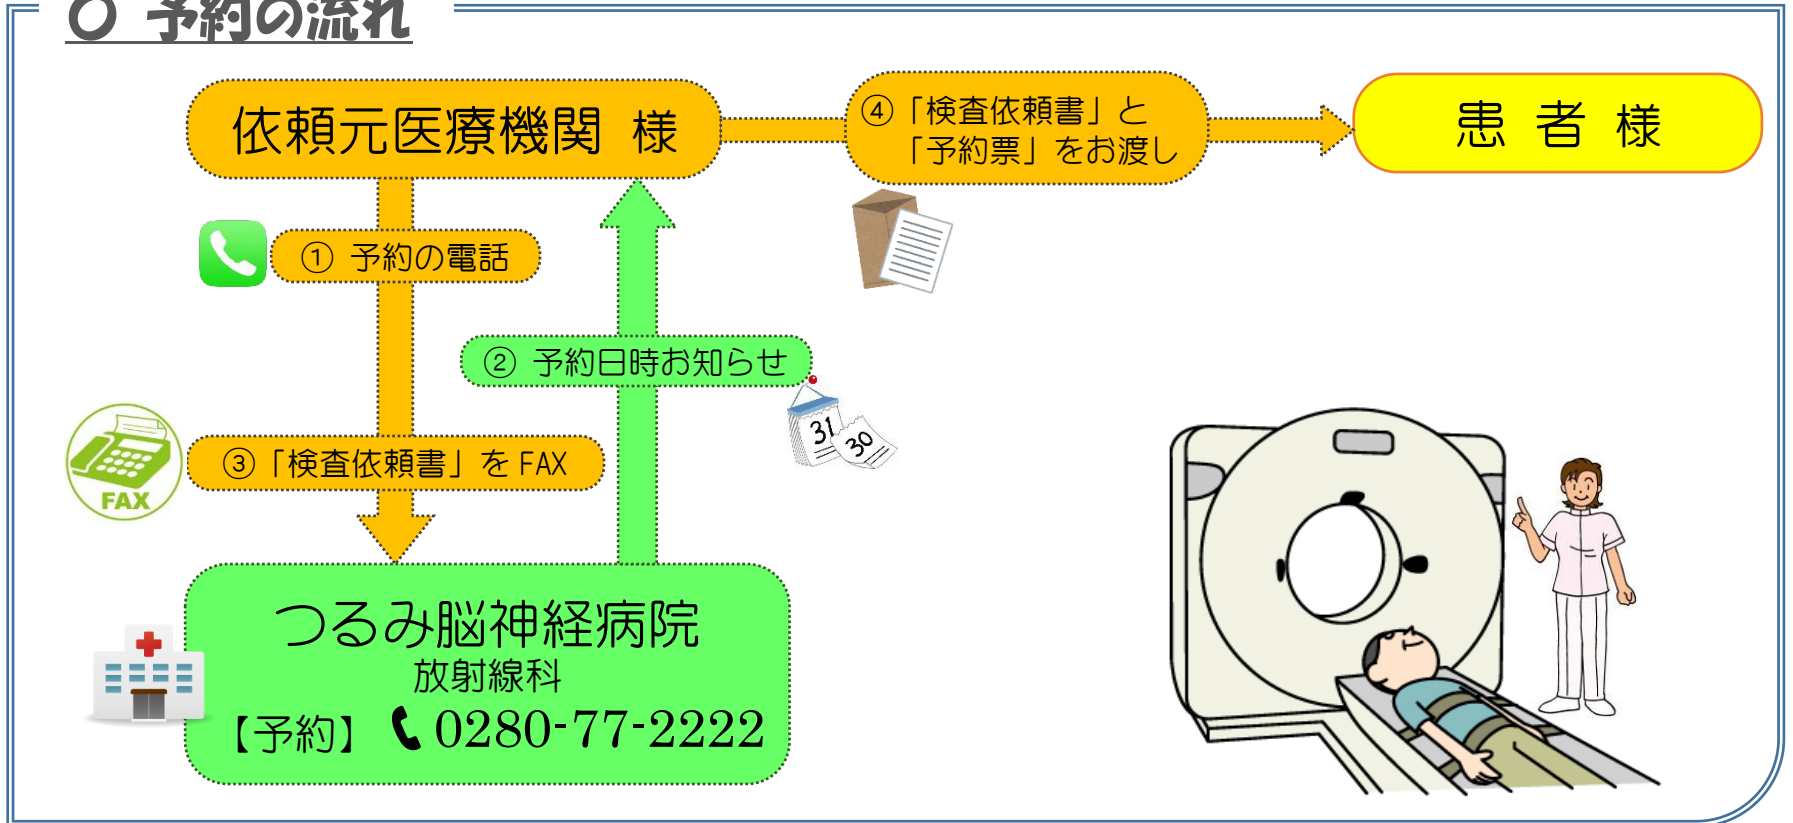 〇 予約の流れ
依頼元医療機関 様
④「検査依頼書」と
「予約票」をお渡し
患 者 様
① 予約の電話
② 予約日時お知らせ
31
30
③「検査依頼書」を FAX
FAX
つるみ脳神経病院
放射線科
【予約】 0280-77-2222